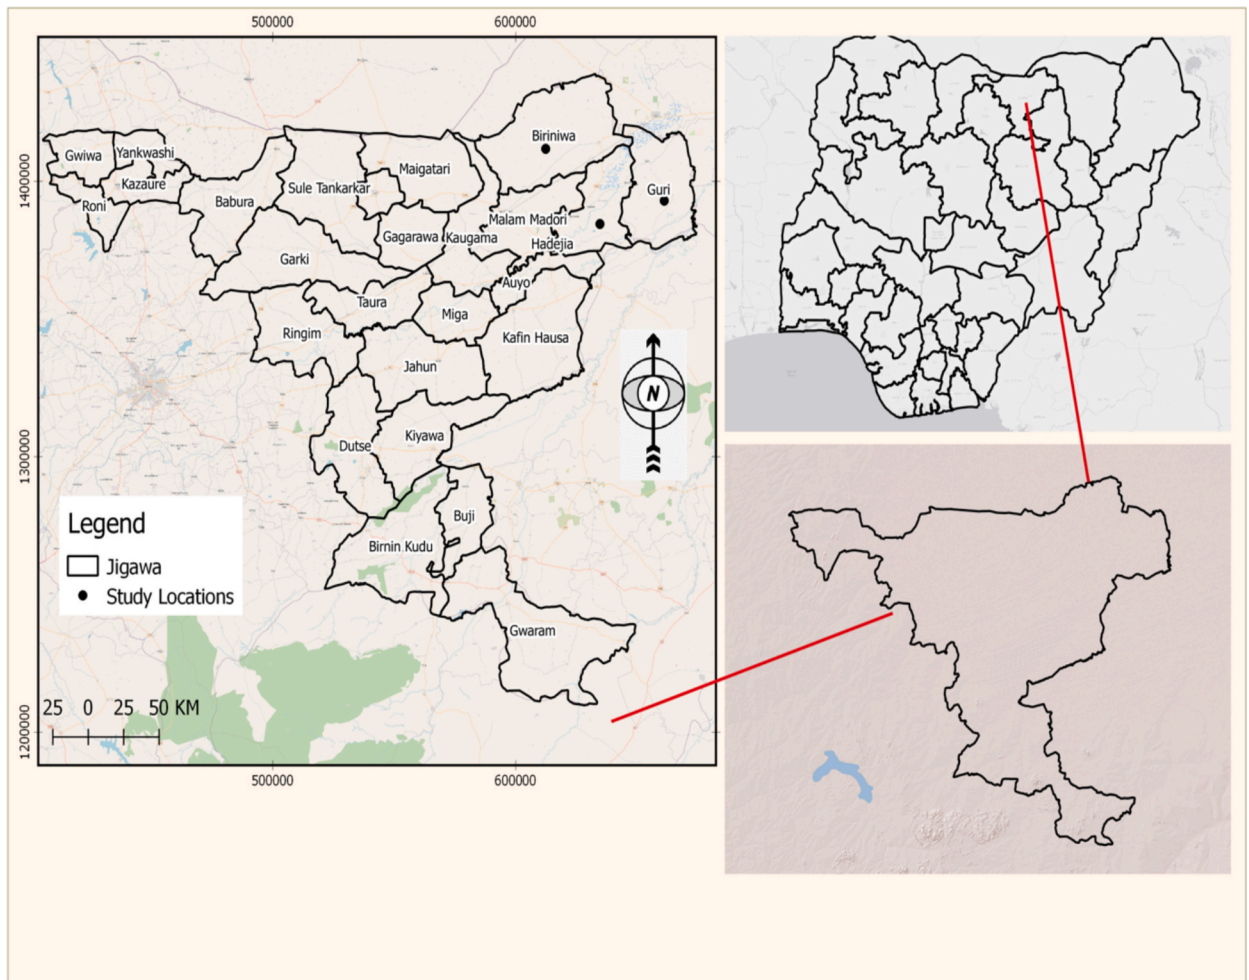 500000 600000
1400000
1300000
1200000
Biriniwa
Gwiwa
Yankwashi
Maigatari
Kazaure
Sule Tankarkar
Guri
Roni
Babura
Malam Madori
Gagarawa
Kaugama
Hadejia
Garki
Auyo
Taura
Miga
Ringim
Kafin Hausa
Jahun
N
Kiyawa
Dutse
Buji
Birnin Kudu
Gwaram
Legend
Jigawa
Study Locations
25 0 25 50 KM
500000 600000